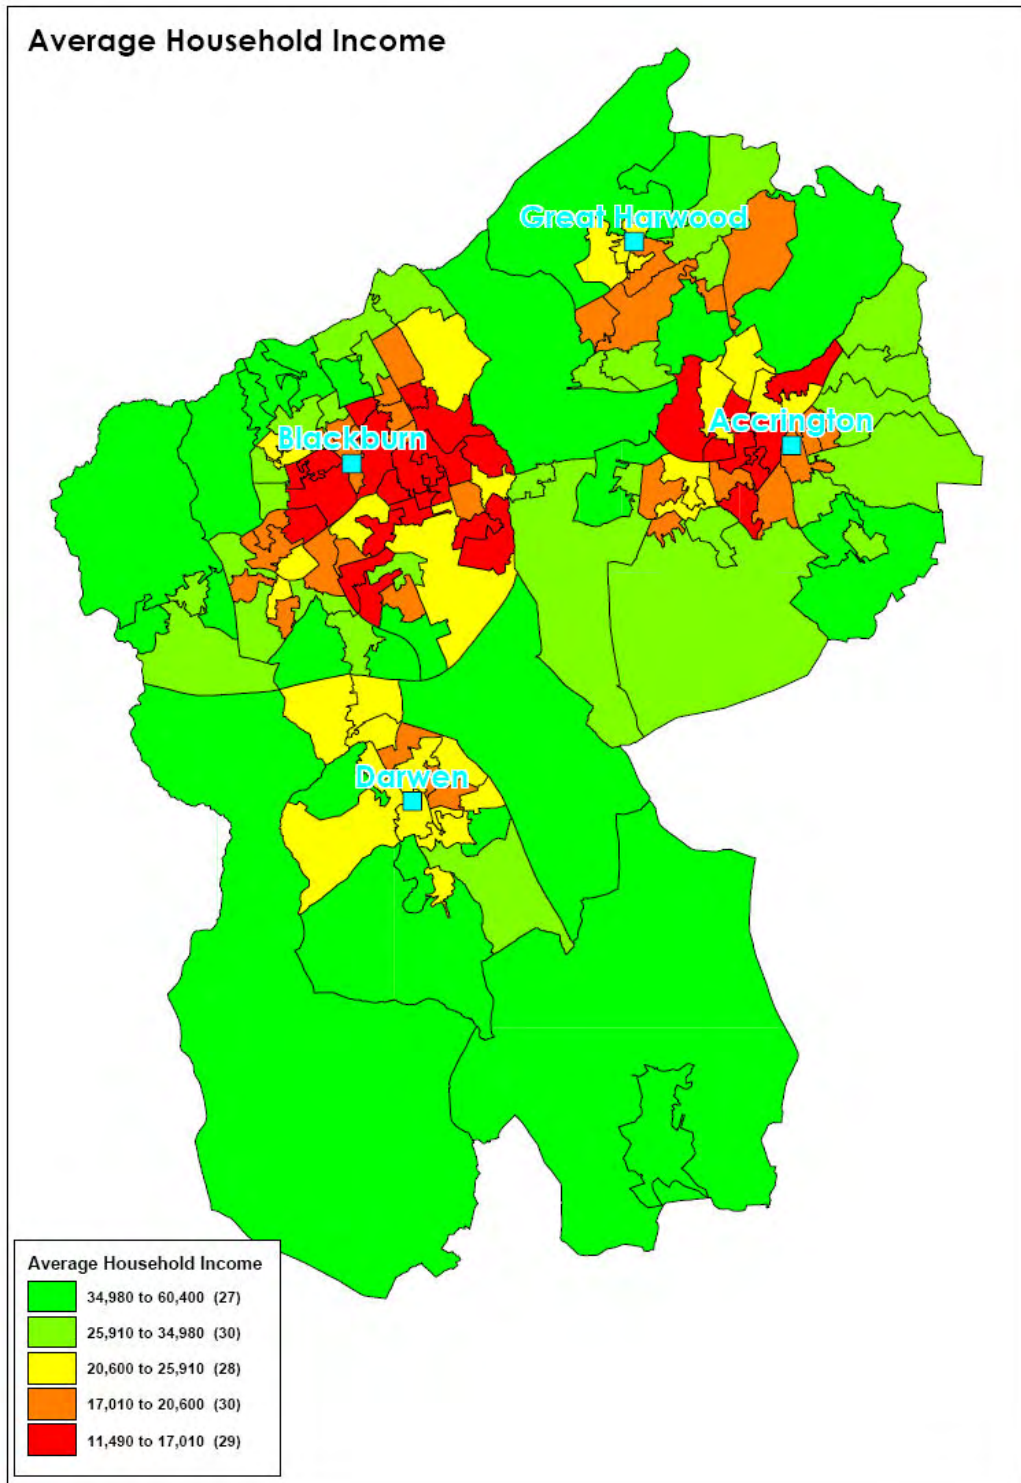 Average Household Income
Great Harwood
Accrington
Blackburn
Darwen
Average Household Income
34,980 to 60,400 (27)
25,910 to 34,980 (30)
20,600 to 25,910 (28)
17,010 to 20,600 (30)
11,490 to 17,010 (29)